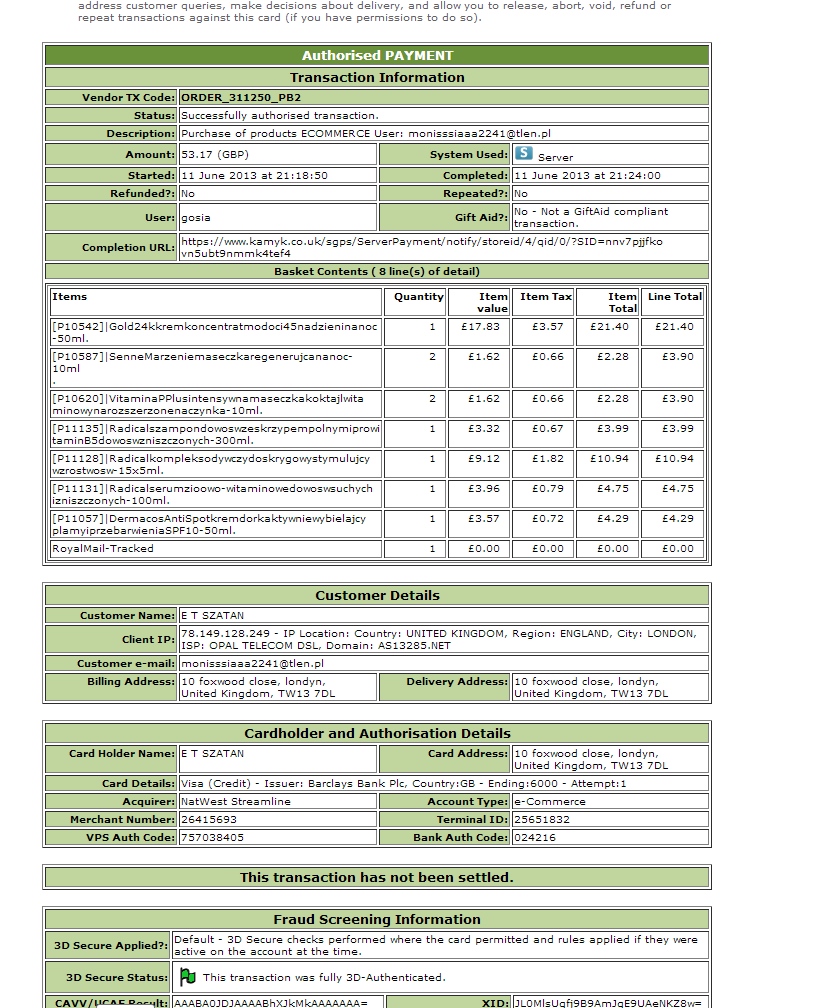 address customer queries, make decisions about delivery, and allow you to release, abort, void, refund or
repeat transactions against this card (if you have permissions to do so).
Authorised PAYMENT
Transaction Information
Vendor TX Code: ORDER_311250_PB2
Status: Successfully authorised transaction.
Description: Purchase of products ECOMMERCE User: monisssiaaa2241@tlen.pl
Amount: 53.17 (GBP) System Used: S Server
Started: 11 June 2013 at 21:18:50 Completed: 11 June 2013 at 21:24:00
Refunded?: No Repeated?: No
User: gosia Gift Aid?: No - Not a GiftAid compliant
transaction.
Completion URL: https://www.kamyk.co.uk/sgps/ServerPayment/notify/storeid/4/qid/0/?SID=nnv7pjjfko
vn5ubt9nmmk4tef4
Basket Contents ( 8 line(s) of detail)
Items Quantity Item value Item Tax Item Total Line Total
[P10542]|Gold24kkremkoncentratmodoci45nadzieninanoc 1 £17.83 £3.57 £21.40 £21.40
-50ml.
[P10587]|SenneMarzeniemaseczkaregenerujcananoc- 2 £1.62 £0.66 £2.28 £3.90
10ml
.
[P10620]|VitaminaPPlusintensywnamaseczkakoktajlwita 2 £1.62 £0.66 £2.28 £3.90
minowynarozszerzonenaczynka-10ml.
[P11135]|Radicalszampondowoswzeskrzypempolnymiprowi 1 £3.32 £0.67 £3.99 £3.99
taminB5dowoswzniszczonych-300ml.
[P11128]|Radicalkompleksodywczydoskrygowystymulujcy 1 £9.12 £1.82 £10.94 £10.94
wzrostwosw-15x5ml.
[P11131]|Radicalserumzioowo-witaminowedowoswsuchych 1 £3.96 £0.79 £4.75 £4.75
izniszczonych-100ml.
[P11057]|DermacosAntiSpotkremdorkaktywniewybielajcy 1 £3.57 £0.72 £4.29 £4.29
plamyiprzebarwieniaSPF10-50ml.
RoyalMail-Tracked 1 £0.00 £0.00 £0.00 £0.00
Customer Details
Customer Name: E T SZATAN
Client IP: 78.149.128.249 - IP Location: Country: UNITED KINGDOM, Region: ENGLAND, City: LONDON,
ISP: OPAL TELECOM DSL, Domain: AS13285.NET
Customer e-mail: monisssiaaa2241@tlen.pl
Billing Address: 10 foxwood close, londyn, Delivery Address: 10 foxwood close, londyn,
United Kingdom, TW13 7DL United Kingdom, TW13 7DL
Cardholder and Authorisation Details
Card Holder Name: E T SZATAN Card Address: 10 foxwood close, londyn,
United Kingdom, TW13 7DL
Card Details: Visa (Credit) - Issuer: Barclays Bank Plc, Country:GB - Ending:6000 - Attempt:1
Acquirer: NatWest Streamline Account Type: e-Commerce
Merchant Number: 26415693 Terminal ID: 25651832
VPS Auth Code: 757038405 Bank Auth Code: 024216
This transaction has not been settled.
Fraud Screening Information
3D Secure Applied?: Default - 3D Secure checks performed where the card permitted and rules applied if they were
active on the account at the time.
3D Secure Status: This transaction was fully 3D-Authenticated.
CAVV/UCAF Result: AAABA0JDJAAAABhXJkMkAAAAAAA= XID: JL0MlsUgfj9B9AmJgE9UAeNKZ8w=